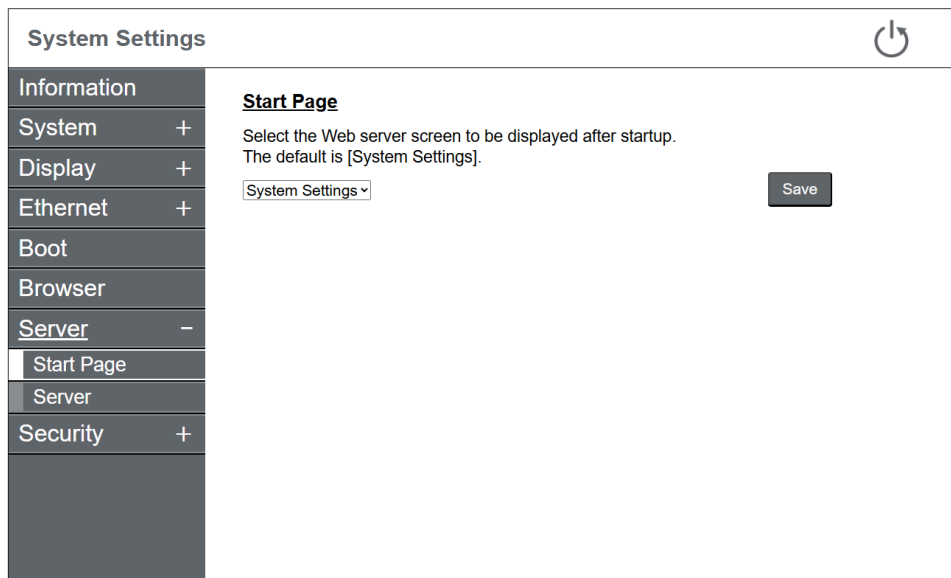 System Settings
Information
System +
Display +
Ethernet +
Boot
Browser
Server −
Start Page
Server
Security +
Start Page
Select the Web server screen to be displayed after startup.
The default is [System Settings].
System Settings
Save